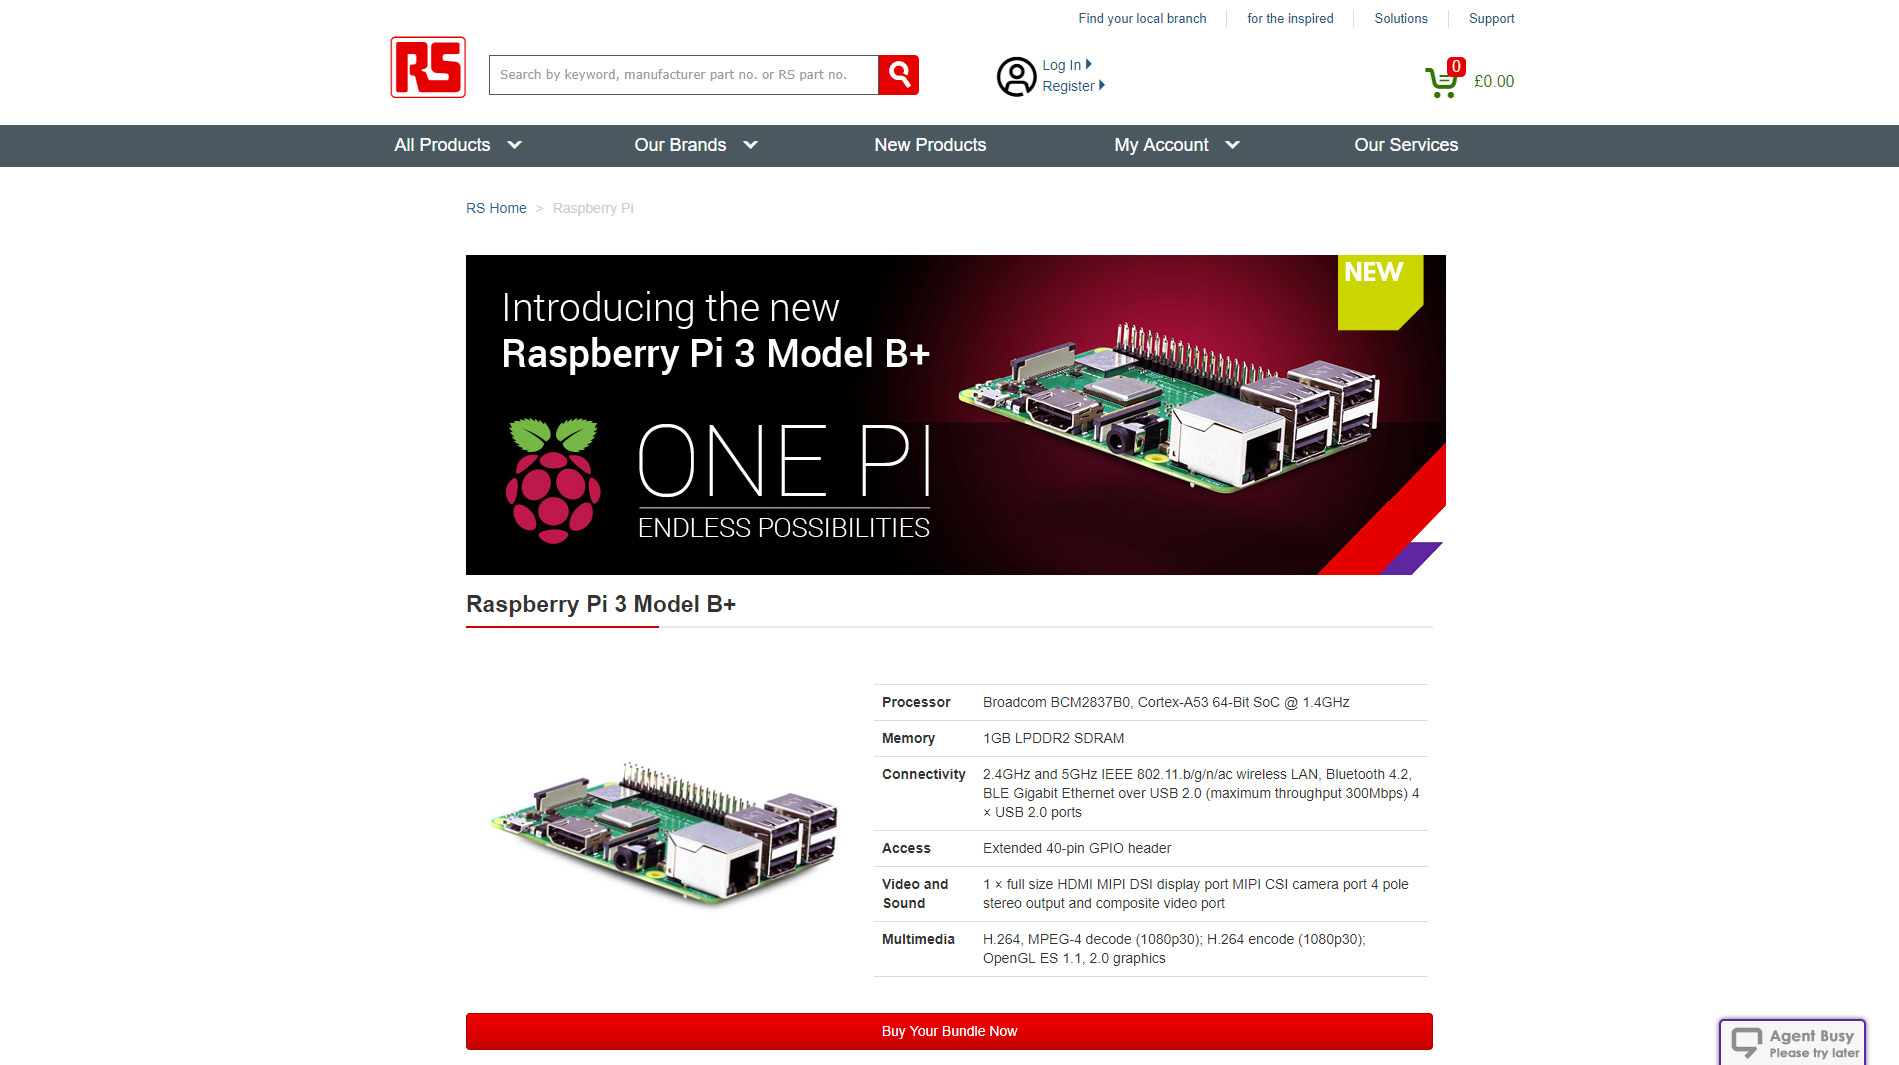 Find your local branch
for the inspired
Solutions
Support
RS
Search by keyword, manufacturer part no. or RS part no.
Log In
Register
0
£0.00
All Products
Our Brands
New Products
My Account
Our Services
RS Home > Raspberry Pi
NEW
Introducing the new
Raspberry Pi 3 Model B+
ONE PI
ENDLESS POSSIBILITIES
Raspberry Pi 3 Model B+
Processor
Broadcom BCM2837B0, Cortex-A53 64-Bit SoC @ 1.4GHz
Memory
1GB LPDDR2 SDRAM
Connectivity
2.4GHz and 5GHz IEEE 802.11.b/g/n/ac wireless LAN, Bluetooth 4.2,
BLE Gigabit Ethernet over USB 2.0 (maximum throughput 300Mbps) 4
× USB 2.0 ports
Access
Extended 40-pin GPIO header
Video and
Sound
1 × full size HDMI MIPI DSI display port MIPI CSI camera port 4 pole
stereo output and composite video port
Multimedia
H.264, MPEG-4 decode (1080p30); H.264 encode (1080p30);
OpenGL ES 1.1, 2.0 graphics
Buy Your Bundle Now
Agent Busy
Please try later